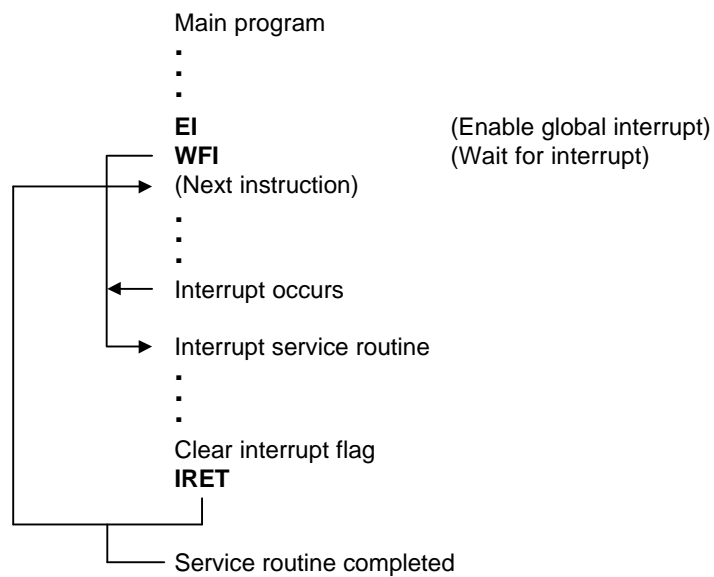 Main program
EI (Enable global interrupt)
WFI (Wait for interrupt)
(Next instruction)
Interrupt occurs
Interrupt service routine
Clear interrupt flag
IRET
Service routine completed